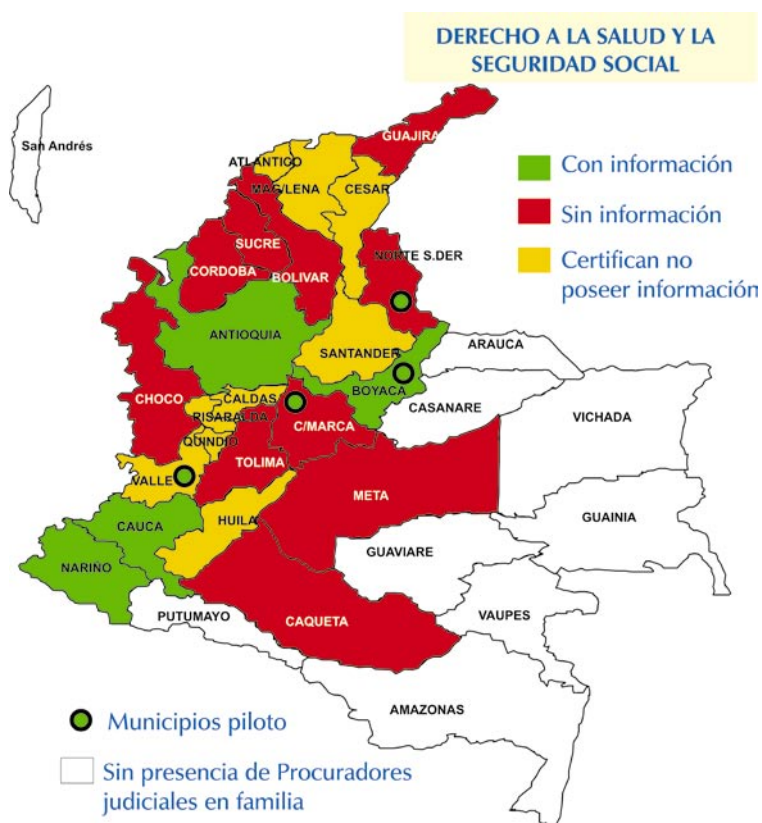 DERECHO A LA SALUD Y LA
SEGURIDAD SOCIAL
San Andrés
GUAJIRA
ATLANTICO
MAG/LENA
CESAR
Con información
Sin información
Certifican no
poseer información
SUCRE
CORDOBA
BOLIVAR
NORTE S.DER
ANTIOQUIA
SANTANDER
ARAUCA
BOYACA
CHOCO
CALDAS
CASANARE
VICHADA
RISARALDA
C/MARCA
QUINDIO
TOLIMA
VALLE
META
CAUCA
HUILA
GUAINIA
GUAVIARE
NARIÑO
PUTUMAYO
CAQUETA
VAUPES
AMAZONAS
Municipios piloto
Sin presencia de Procuradores
judiciales en familia